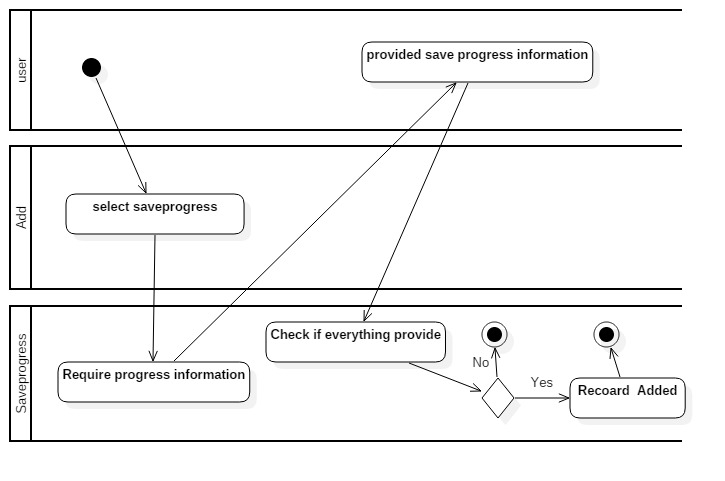 user
provided save progress information
Add
select saveprogress
Saveprogress
Check if everything provide
Require progress information
No
Yes
Recoard  Added